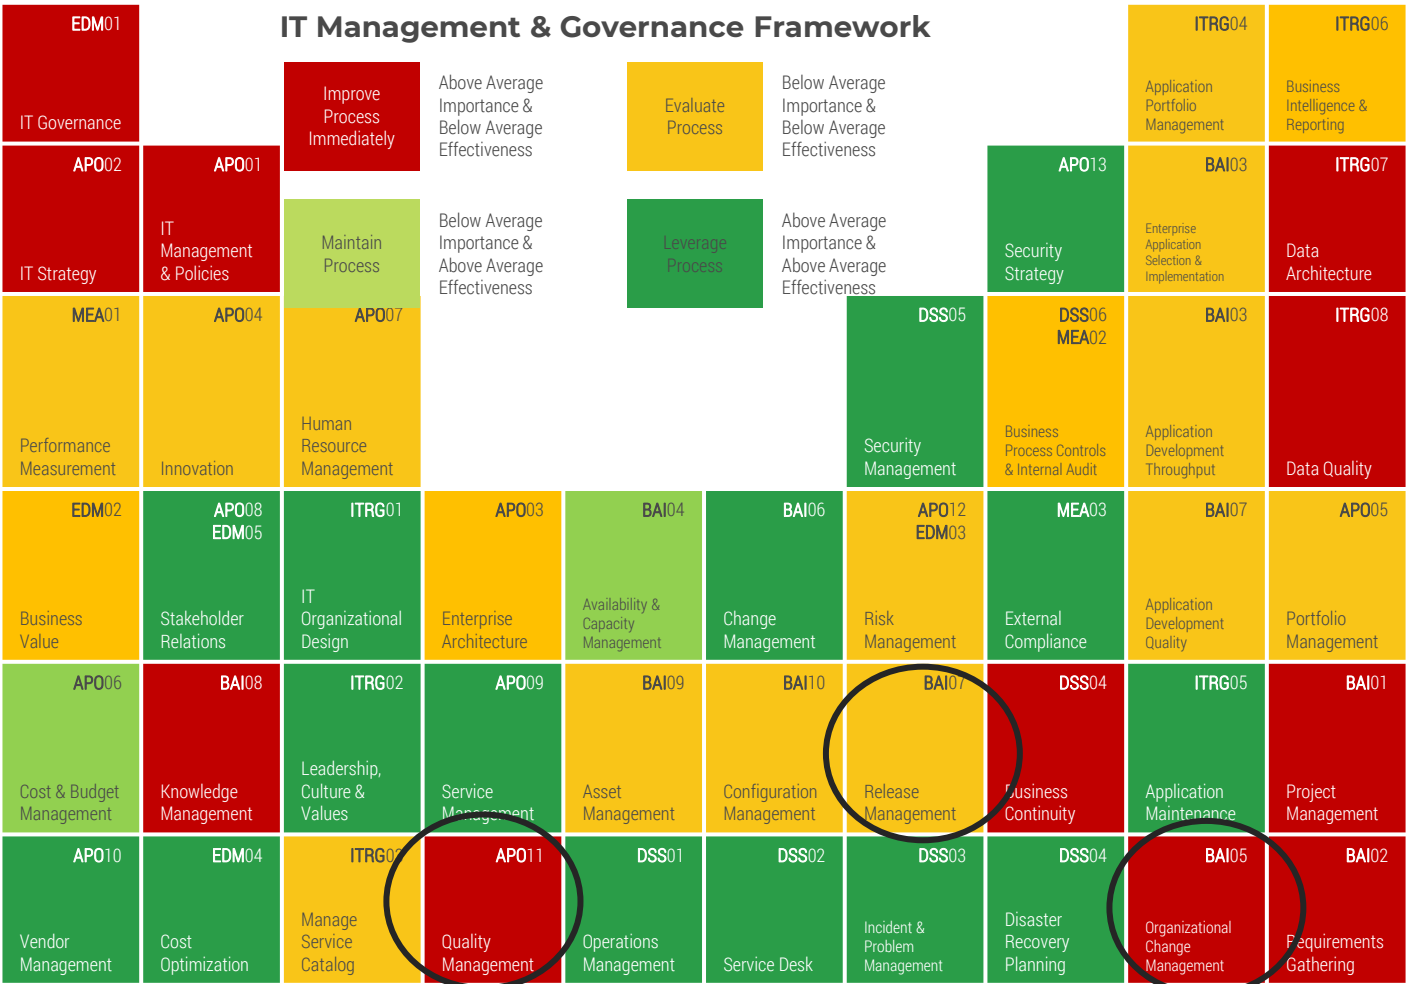 IT Management & Governance Framework
EDM01
IT Governance
Improve
Process
Immediately
Above Average
Importance &
Below Average
Effectiveness
Evaluate
Process
Below Average
Importance &
Below Average
Effectiveness
ITRG04
Application
Portfolio
Management
ITRG06
Business
Intelligence &
Reporting
APO02
IT Strategy
APO01
IT
Management
& Policies
Maintain
Process
Below Average
Importance &
Above Average
Effectiveness
Leverage
Process
Above Average
Importance &
Above Average
Effectiveness
APO13
Security
Strategy
BAI03
Enterprise
Application
Selection &
Implementation
ITRG07
Data
Architecture
MEA01
Performance
Measurement
APO04
Innovation
APO07
Human
Resource
Management
DSS05
Security
Management
DSS06
MEA02
Business
Process Controls
& Internal Audit
BAI03
Application
Development
Throughput
ITRG08
Data Quality
EDM02
Business
Value
APO08
EDM05
Stakeholder
Relations
ITRG01
IT
Organizational
Design
APO03
Enterprise
Architecture
BAI04
Availability &
Capacity
Management
BAI06
Change
Management
APO12
EDM03
Risk
Management
MEA03
External
Compliance
BAI07
Application
Development
Quality
APO05
Portfolio
Management
APO06
Cost & Budget
Management
BAI08
Knowledge
Management
ITRG02
Leadership,
Culture &
Values
APO09
Service
Management
BAI09
Asset
Management
BAI10
Configuration
Management
BAI07
Release
Management
DSS04
Business
Continuity
ITRG05
Application
Maintenance
BAI01
Project
Management
APO10
Vendor
Management
EDM04
Cost
Optimization
ITRG03
Manage
Service
Catalog
APO11
Quality
Management
DSS01
Operations
Management
DSS02
Service Desk
DSS03
Incident &
Problem
Management
DSS04
Disaster
Recovery
Planning
BAI05
Organizational
Change
Management
BAI02
Requirements
Gathering